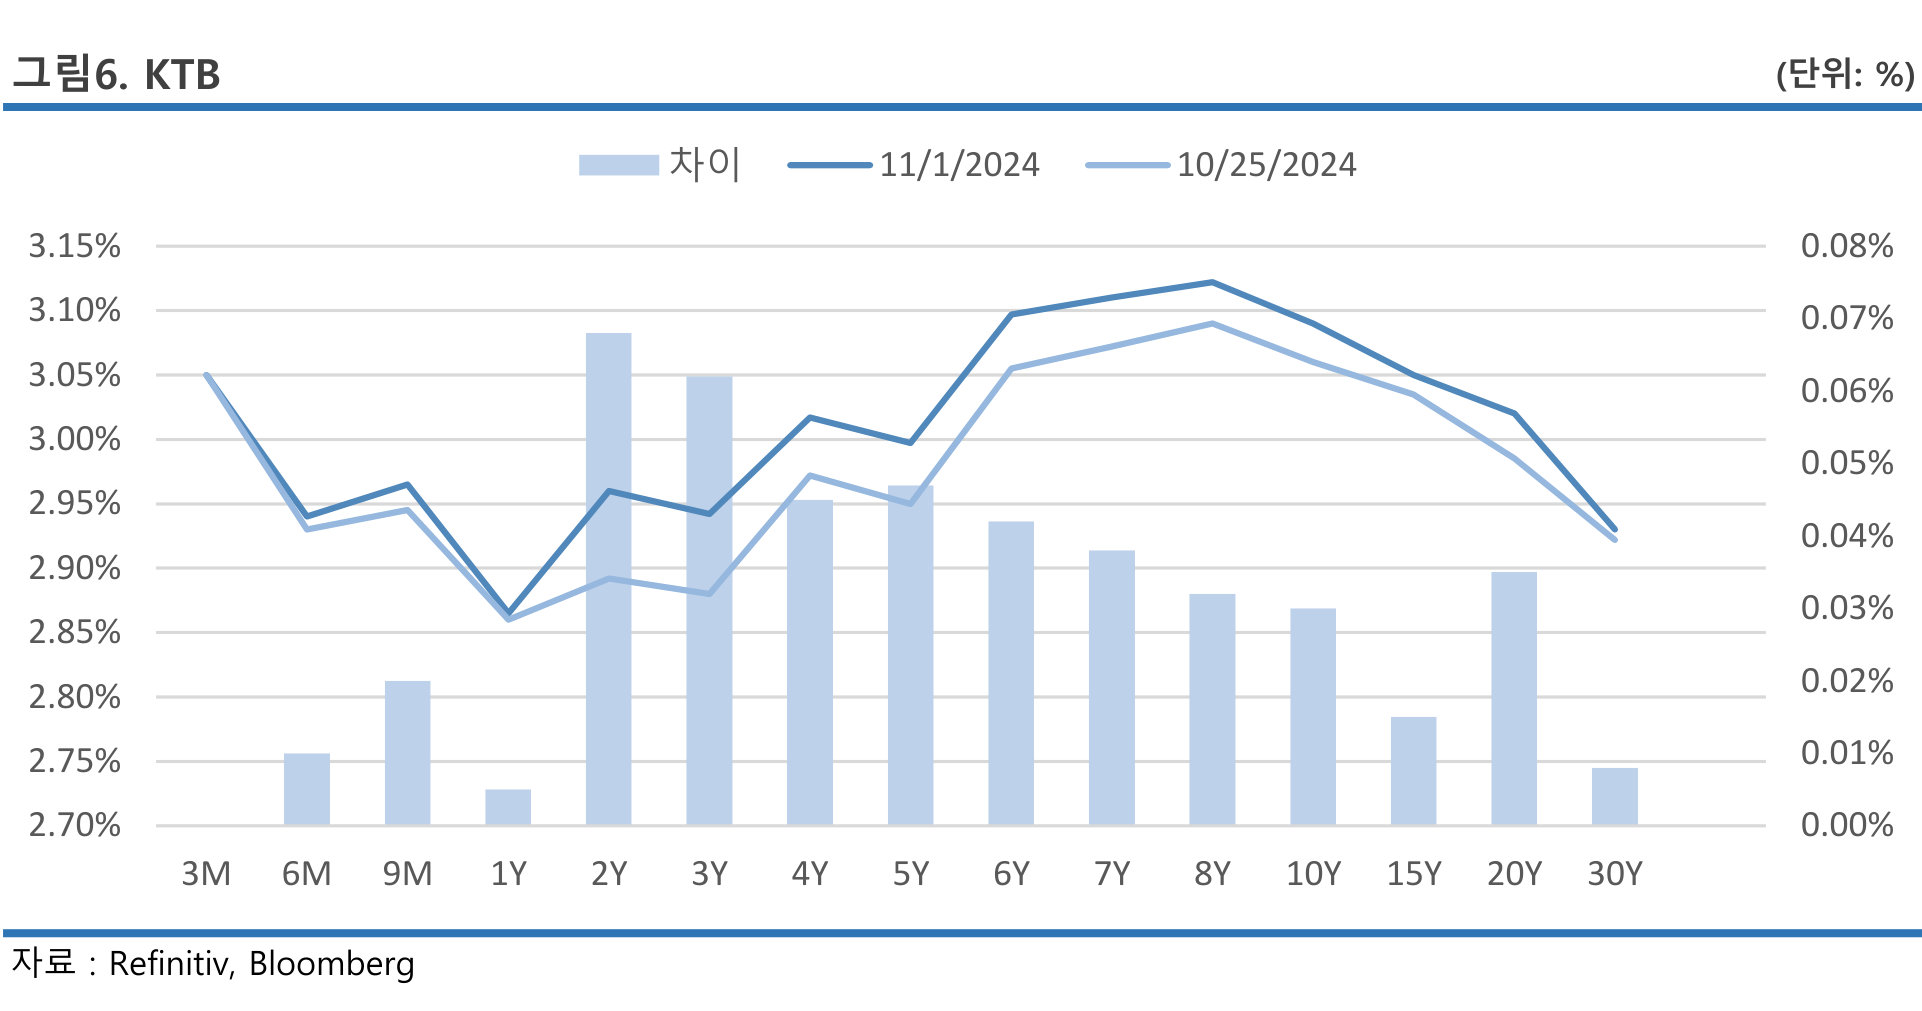 그림6. KTB (단위: %)
차이 11/1/2024 10/25/2024
3.15% 0.08%
3.10% 0.07%
3.05% 0.06%
3.00% 0.05%
2.95% 0.04%
2.90% 0.03%
2.85% 0.02%
2.80% 0.01%
2.75% 0.00%
2.70%
3M 6M 9M 1Y 2Y 3Y 4Y 5Y 6Y 7Y 8Y 10Y 15Y 20Y 30Y
자료 : Refinitiv, Bloomberg